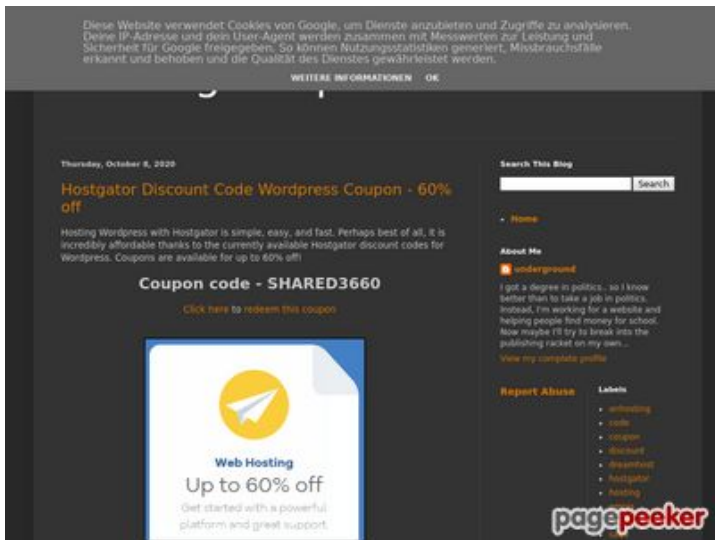 Diese Website verwendet Cookies von Google, um Dienste anzubieten und Zugriffe zu analysieren.
Deine IP-Adresse und dein User-Agent werden zusammen mit Messwerten zur Leistung und
Sicherheit für Google freigegeben. So können Nutzungsstatistiken generiert, Missbrauchsfälle
erkannt und behoben und die Qualität des Dienstes gewährleistet werden.
WEITERE INFORMATIONEN OK
Thursday, October 8, 2020
Hostgator Discount Code Wordpress Coupon - 60%
off
Hosting Wordpress with Hostgator is simple, easy, and fast. Perhaps best of all, it is
incredibly affordable thanks to the currently available Hostgator discount codes for
Wordpress. Coupons are available for up to 60% off!
Coupon code - SHARED3660
Click here to redeem this coupon
Web Hosting
Up to 60% off
Get started with a powerful
platform and great support.
Search This Blog
Search
Home
About Me
underground
I got a degree in politics.. so I know
better than to take a job in politics.
Instead, I'm working for a website and
helping people find money for school.
Now maybe I'll try to break into the
publishing racket on my own...
View my complete profile
Report Abuse
Labels
anhosting
code
coupon
discount
dreamhost
hostgator
hosting
pagepeeker